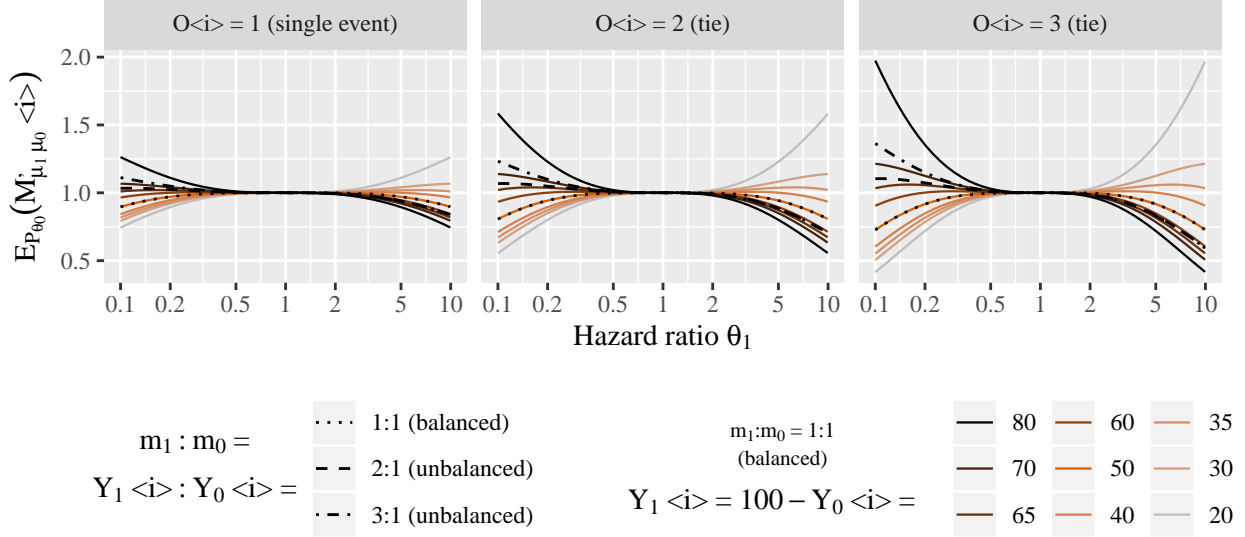 O<i> = 1 (single event)
O<i> = 2 (tie)
O<i> = 3 (tie)
E_{P_{θ0}}(M'_{μ1 μ0} <i>)
2.0
1.5
1.0
0.5
0.1 0.2 0.5 1 2 5 10
0.1 0.2 0.5 1 2 5 10
0.1 0.2 0.5 1 2 5 10
Hazard ratio θ₁
m₁ : m₀ =
Y₁ <i> : Y₀ <i> =
1:1 (balanced)
2:1 (unbalanced)
3:1 (unbalanced)
m₁:m₀ = 1:1
(balanced)
Y₁ <i> = 100 − Y₀ <i> =
80 60 35
70 50 30
65 40 20